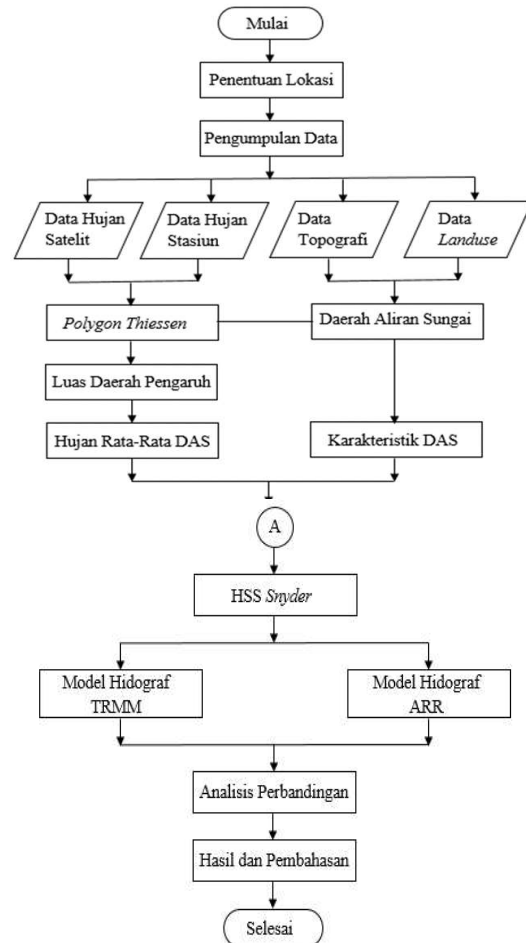 Mulai
Penentuan Lokasi
Pengumpulan Data
Data Hujan
Satelit
Data Hujan
Stasiun
Data
Topografi
Data
Landuse
Polygon Thiessen
Daerah Aliran Sungai
Luas Daerah Pengaruh
Hujan Rata-Rata DAS
Karakteristik DAS
A
HSS Snyder
Model Hidograf
TRMM
Model Hidograf
ARR
Analisis Perbandingan
Hasil dan Pembahasan
Selesai